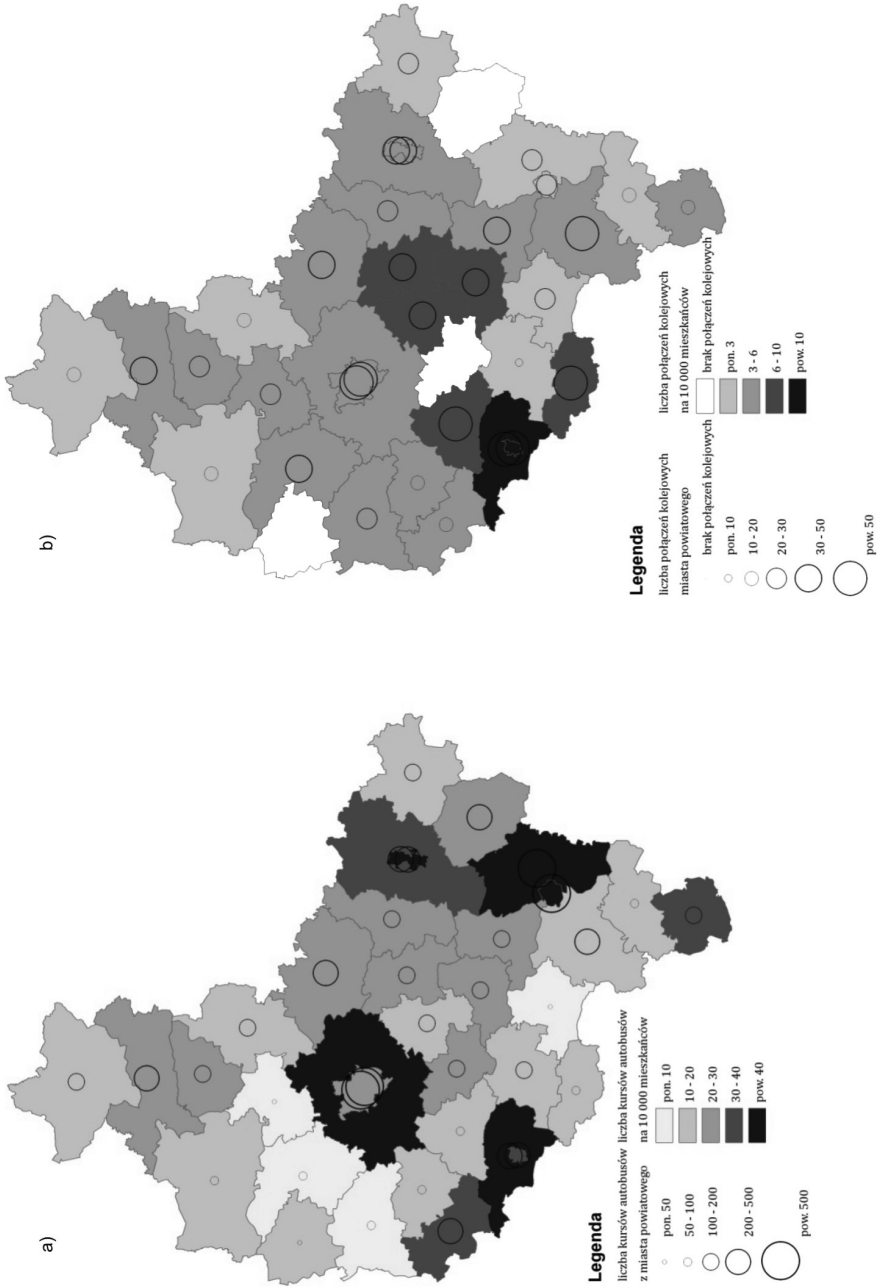 a)
Legenda
liczba kursów autobusów
z miasta powiatowego
pon. 50
50 - 100
100 - 200
200 - 500
pow. 500
liczba kursów autobusów
na 10 000 mieszkańców
pon. 10
10 - 20
20 - 30
30 - 40
pow. 40
b)
Legenda
liczba połączeń kolejowych
miasta powiatowego
brak połączeń kolejowych
pon. 10
10 - 20
20 - 30
30 - 50
pow. 50
liczba połączeń kolejowych
na 10 000 mieszkańców
brak połączeń kolejowych
pon. 3
3 - 6
6 - 10
pow. 10